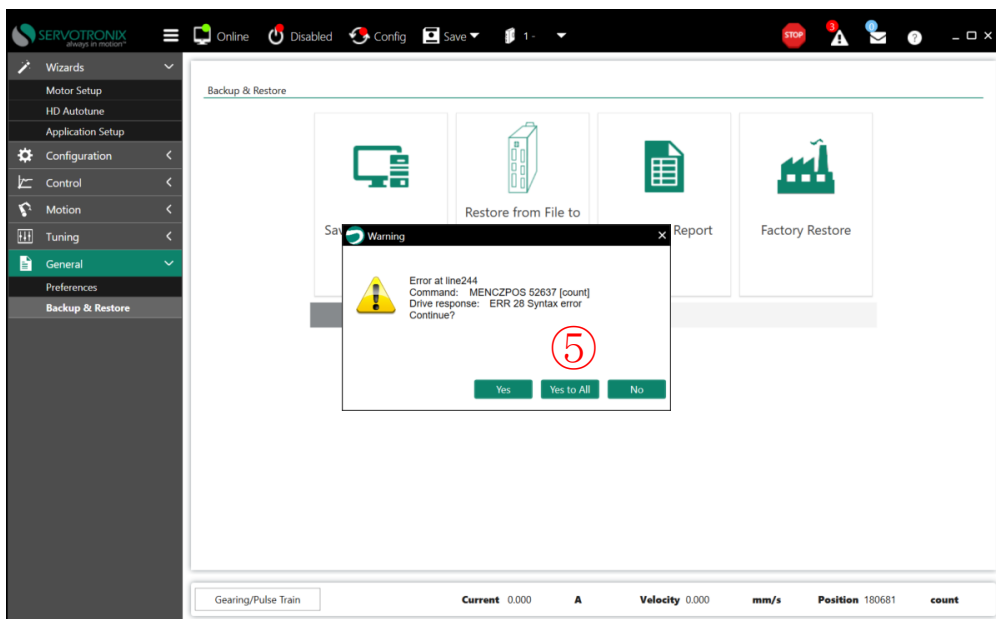 SERVOTRONIX
always in motion
Online
Disabled
Config
Save
1 -
STOP
3
0
?
Wizards
Motor Setup
HD Autotune
Application Setup
Configuration
Control
Motion
Tuning
General
Preferences
Backup & Restore
Backup & Restore
Restore from File to
Sav
Report
Factory Restore
Warning
Error at line244
Command: MENCZPOS 52637 [count]
Drive response: ERR 28 Syntax error
Continue?
⑤
Yes
Yes to All
No
Gearing/Pulse Train
Current 0.000 A
Velocity 0.000 mm/s
Position 180681 count